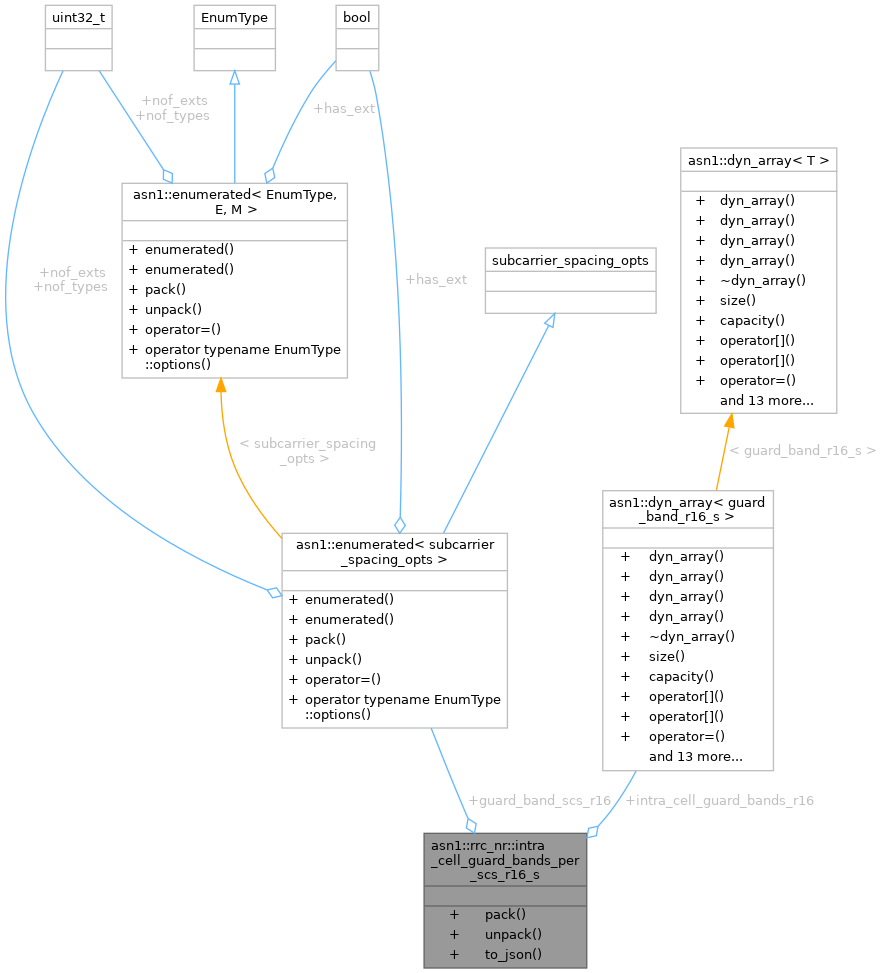 uint32_t
EnumType
bool
+nof_exts
+nof_types
+has_ext
asn1::enumerated< EnumType,
E, M >
+ enumerated()
+ enumerated()
+ pack()
+ unpack()
+ operator=()
+ operator typename EnumType
::options()
asn1::dyn_array< T >
+ dyn_array()
+ dyn_array()
+ dyn_array()
+ dyn_array()
+ ~dyn_array()
+ size()
+ capacity()
+ operator[]()
+ operator[]()
+ operator=()
and 13 more...
subcarrier_spacing_opts
+nof_exts
+nof_types
+has_ext
< subcarrier_spacing
_opts >
< guard_band_r16_s >
asn1::enumerated< subcarrier
_spacing_opts >
+ enumerated()
+ enumerated()
+ pack()
+ unpack()
+ operator=()
+ operator typename EnumType
::options()
asn1::dyn_array< guard
_band_r16_s >
+ dyn_array()
+ dyn_array()
+ dyn_array()
+ dyn_array()
+ ~dyn_array()
+ size()
+ capacity()
+ operator[]()
+ operator[]()
+ operator=()
and 13 more...
+guard_band_scs_r16
+intra_cell_guard_bands_r16
asn1::rrc_nr::intra
_cell_guard_bands_per
_scs_r16_s
+ pack()
+ unpack()
+ to_json()